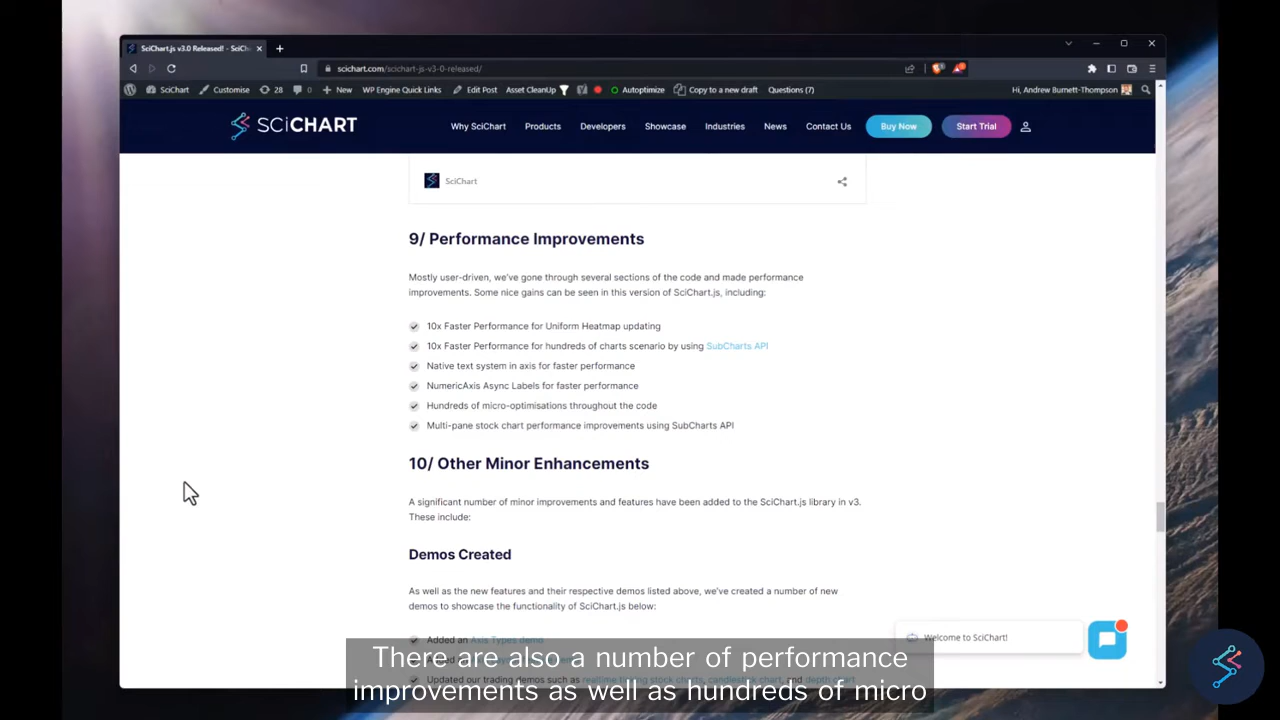 SciChart.js v3.0 Released! - SciCh
scichart.com/scichart-js-v3-0-released/
SciChart Customise 28 0 New WP Engine Quick Links Edit Post Asset CleanUp Autoptimize Copy to a new draft Questions (7) Hi, Andrew Burnett-Thompson
SCiCHART Why SciChart Products Developers Showcase Industries News Contact Us Buy Now Start Trial
SciChart
9/ Performance Improvements
Mostly user-driven, we've gone through several sections of the code and made performance
improvements. Some nice gains can be seen in this version of SciChart.js, including:
10x Faster Performance for Uniform Heatmap updating
10x Faster Performance for hundreds of charts scenario by using SubCharts API
Native text system in axis for faster performance
NumericAxis Async Labels for faster performance
Hundreds of micro-optimisations throughout the code
Multi-pane stock chart performance improvements using SubCharts API
10/ Other Minor Enhancements
A significant number of minor improvements and features have been added to the SciChart.js library in v3.
These include:
Demos Created
As well as the new features and their respective demos listed above, we've created a number of new
demos to showcase the functionality of SciChart.js below:
Welcome to SciChart!
Added an Axis Types demo
There are also a number of performance
improvements as well as hundreds of micro